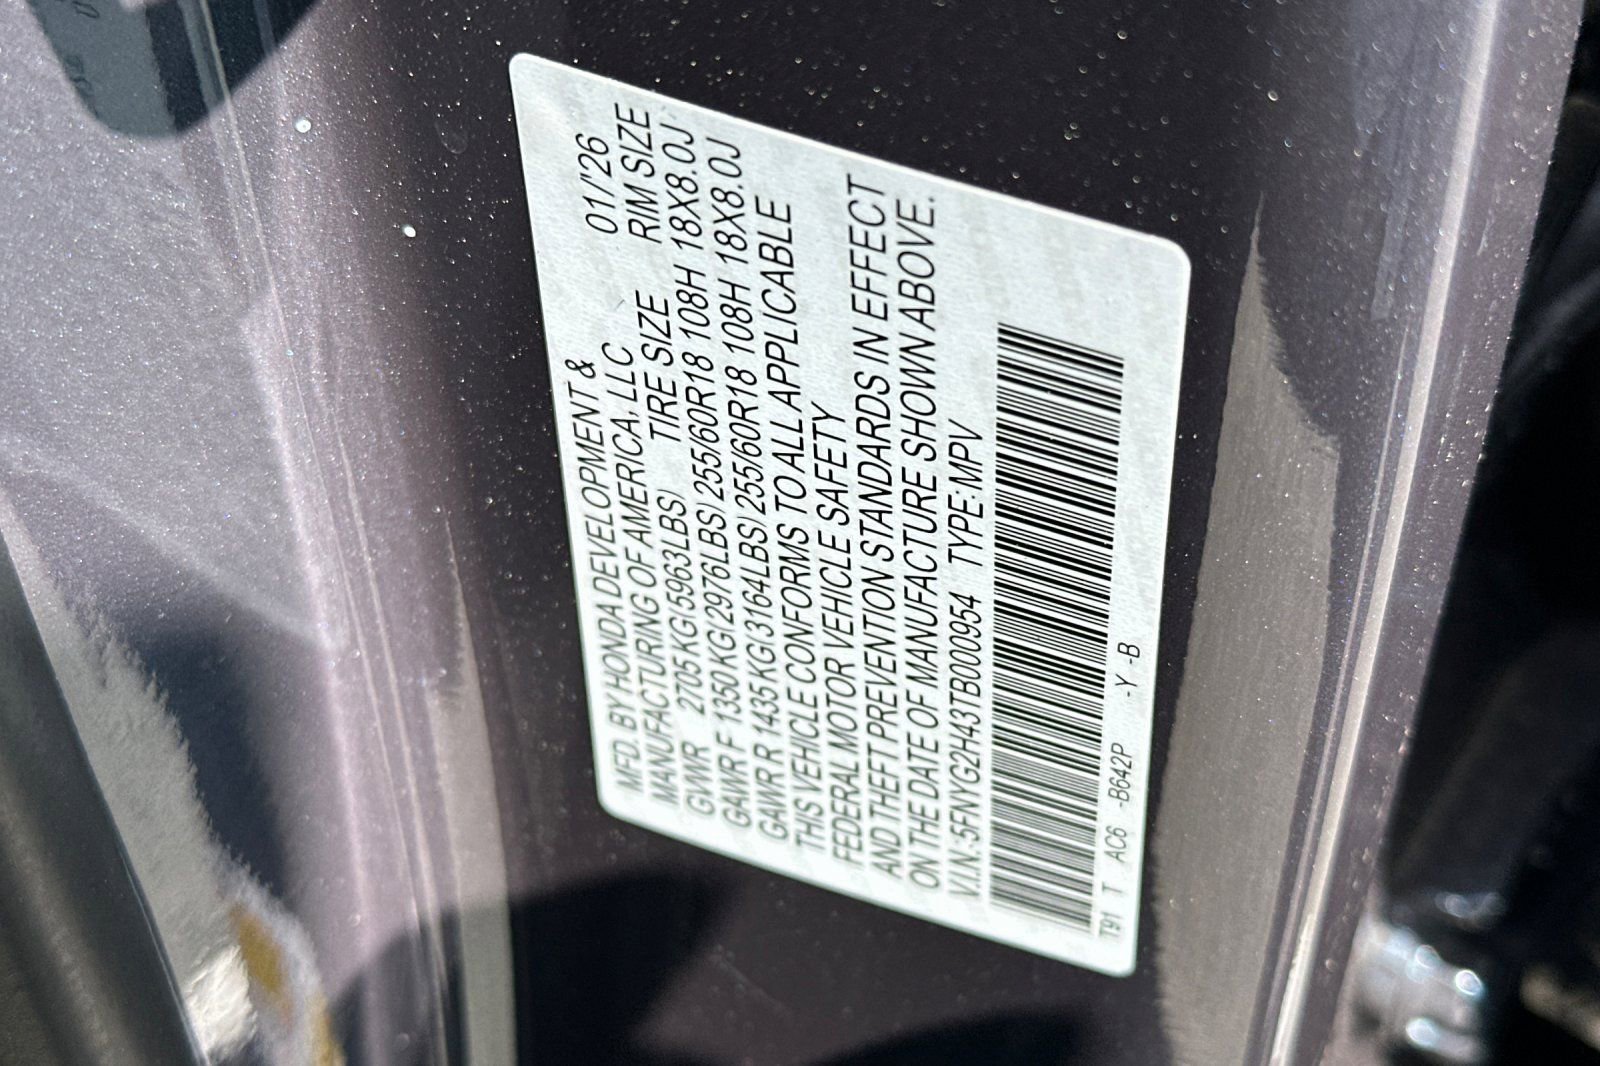 MFD. BY HONDA DEVELOPMENT &
MANUFACTURING OF AMERICA, LLC 01/'26
GVWR 2705KG(5963LBS) TIRE SIZE RIM SIZE
GAWR F 1350KG(2976LBS) 255/60R18 108H 18X8.0J
GAWR R 1435KG(3164LBS) 255/60R18 108H 18X8.0J
THIS VEHICLE CONFORMS TO ALL APPLICABLE
FEDERAL MOTOR VEHICLE SAFETY
AND THEFT PREVENTION STANDARDS IN EFFECT
ON THE DATE OF MANUFACTURE SHOWN ABOVE.
V.I.N.:5FNYG2H43TB000954 TYPE:MPV
T91 T AC6 -B642P -Y -B